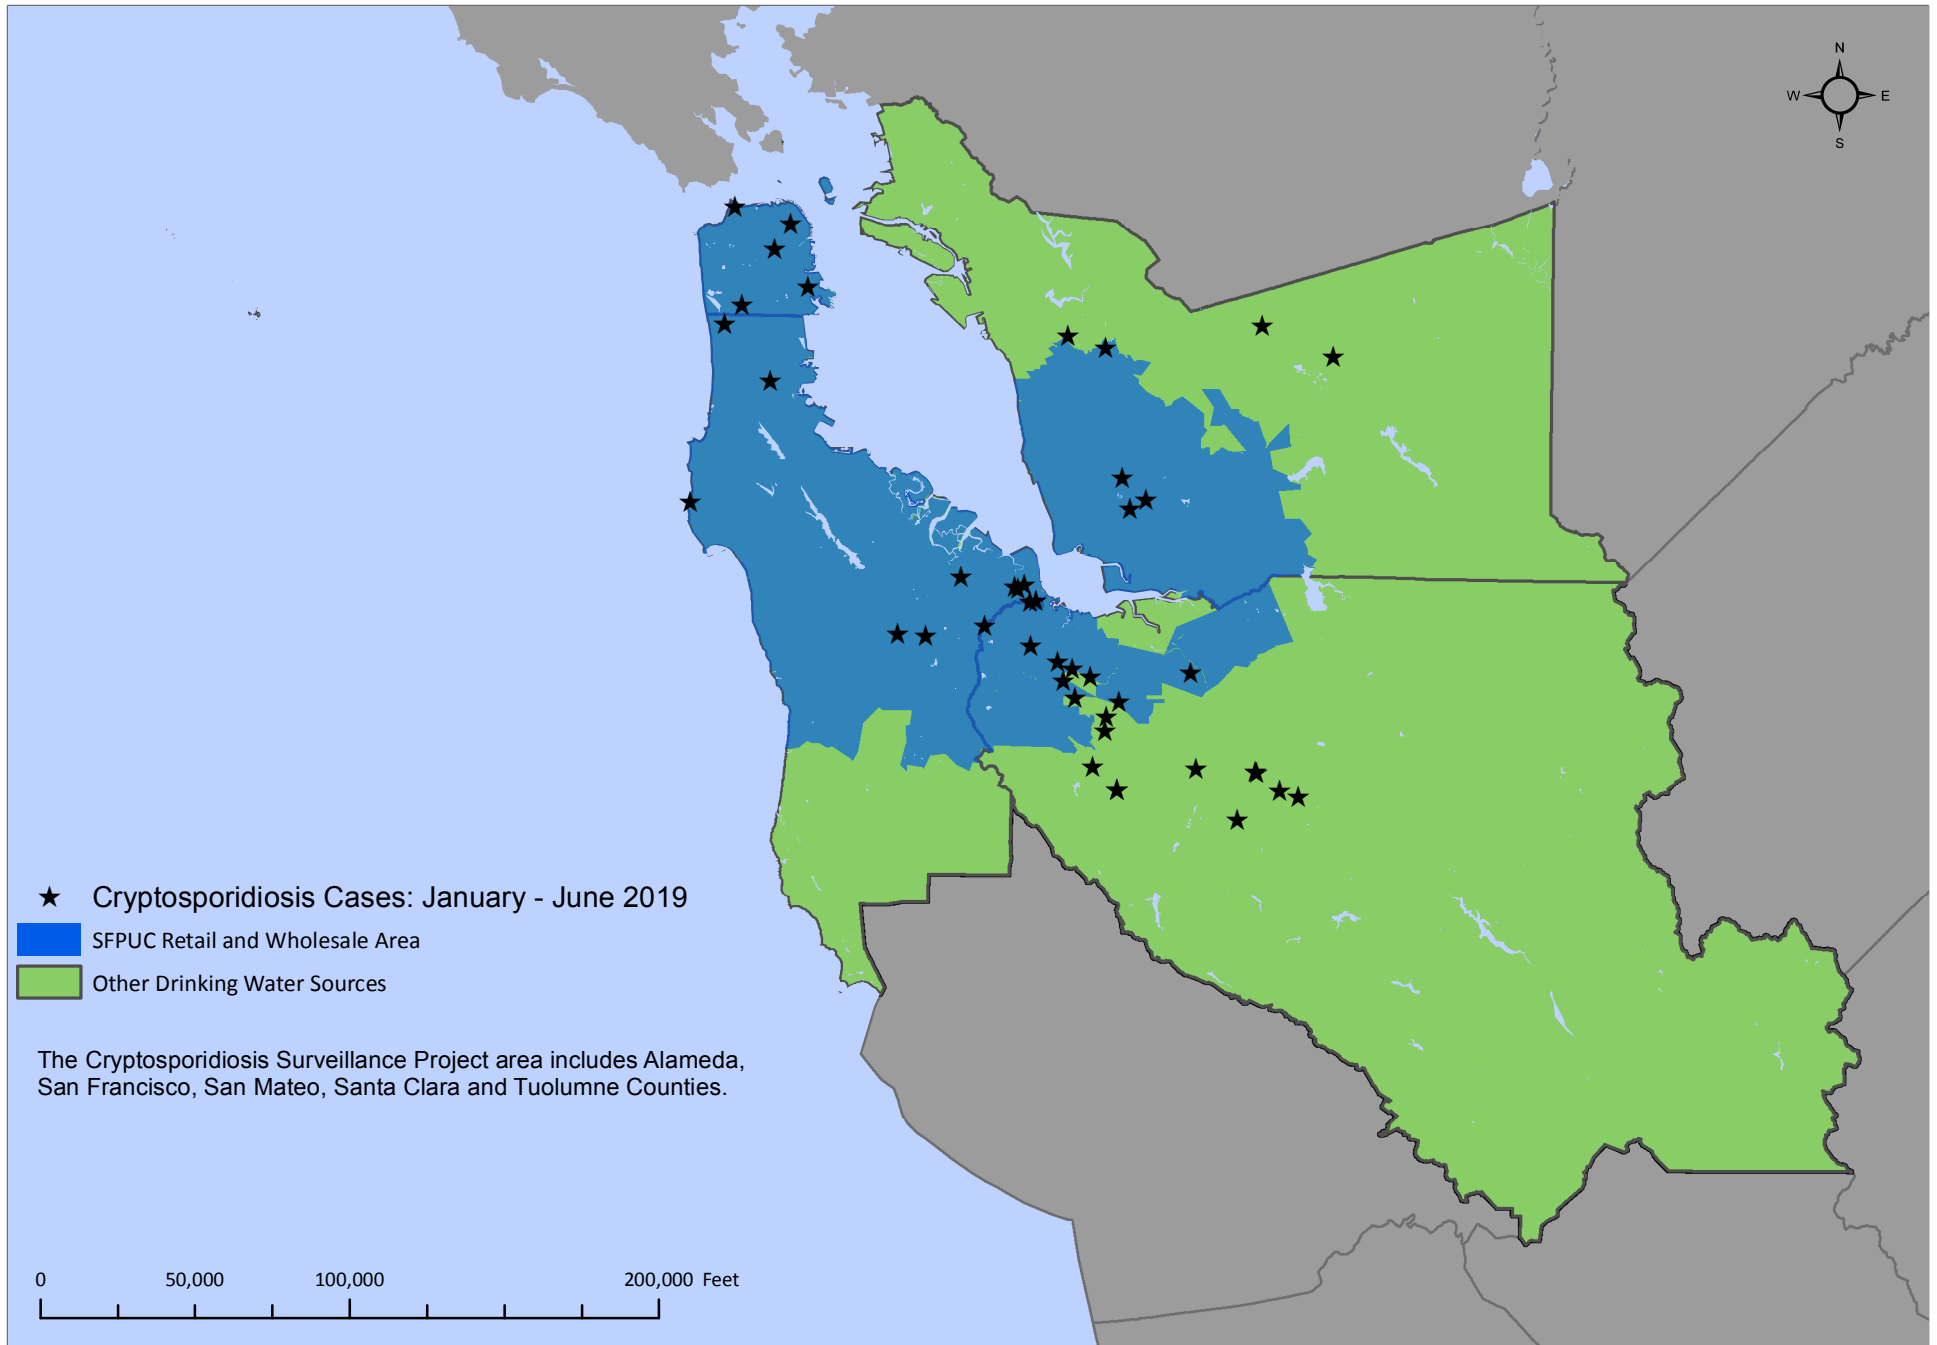 N
W E
S
Cryptosporidiosis Cases: January - June 2019
SFPUC Retail and Wholesale Area
Other Drinking Water Sources
The Cryptosporidiosis Surveillance Project area includes Alameda,
San Francisco, San Mateo, Santa Clara and Tuolumne Counties.
0 50,000 100,000 200,000 Feet